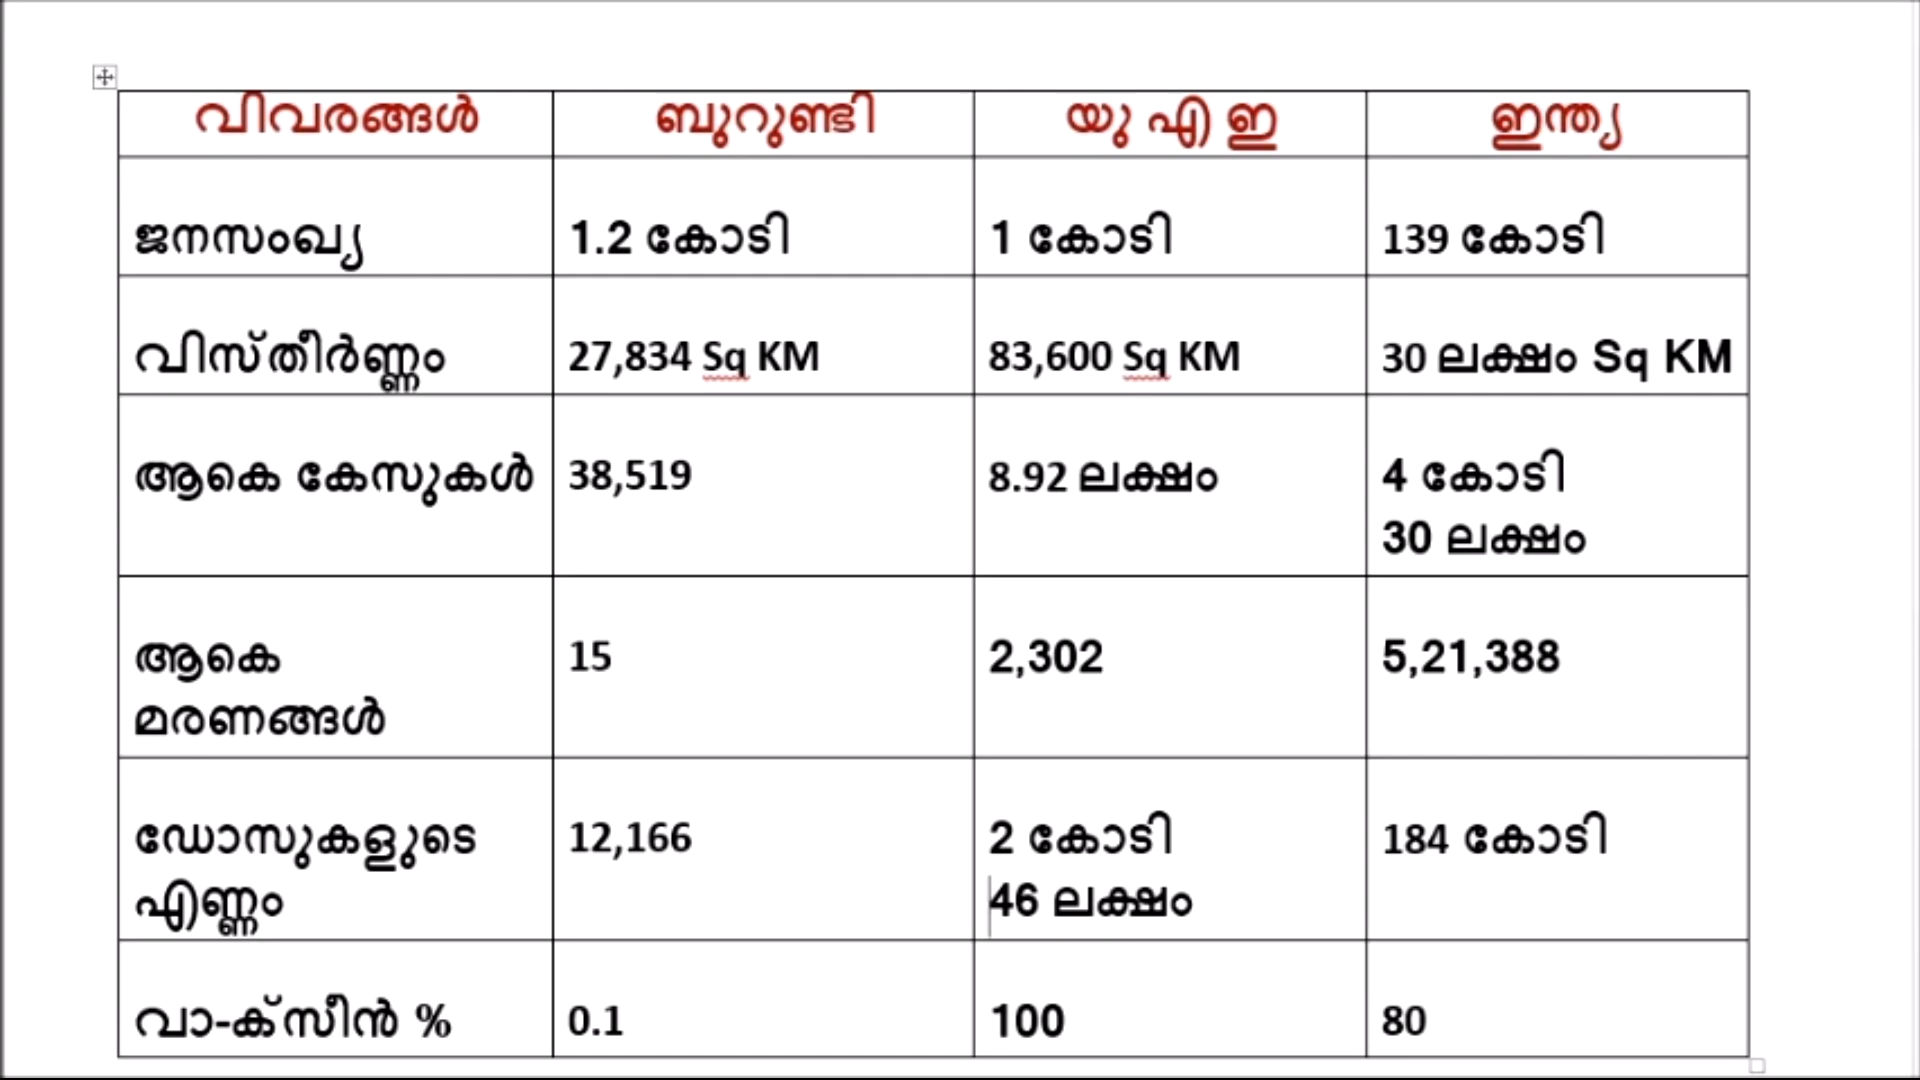 വിവരങ്ങൾ ബുറുണ്ടി യു എ ഇ ഇന്ത്യ
ജനസംഖ്യ 1.2 കോടി 1 കോടി 139 കോടി
വിസ്തീർണ്ണം 27,834 Sq KM 83,600 Sq KM 30 ലക്ഷം Sq KM
ആകെ കേസുകൾ 38,519 8.92 ലക്ഷം 4 കോടി
30 ലക്ഷം
ആകെ 15 2,302 5,21,388
മരണങ്ങൾ
ഡോസുകളുടെ 12,166 2 കോടി 184 കോടി
എണ്ണം 46 ലക്ഷം
വാ-ക്സീൻ % 0.1 100 80